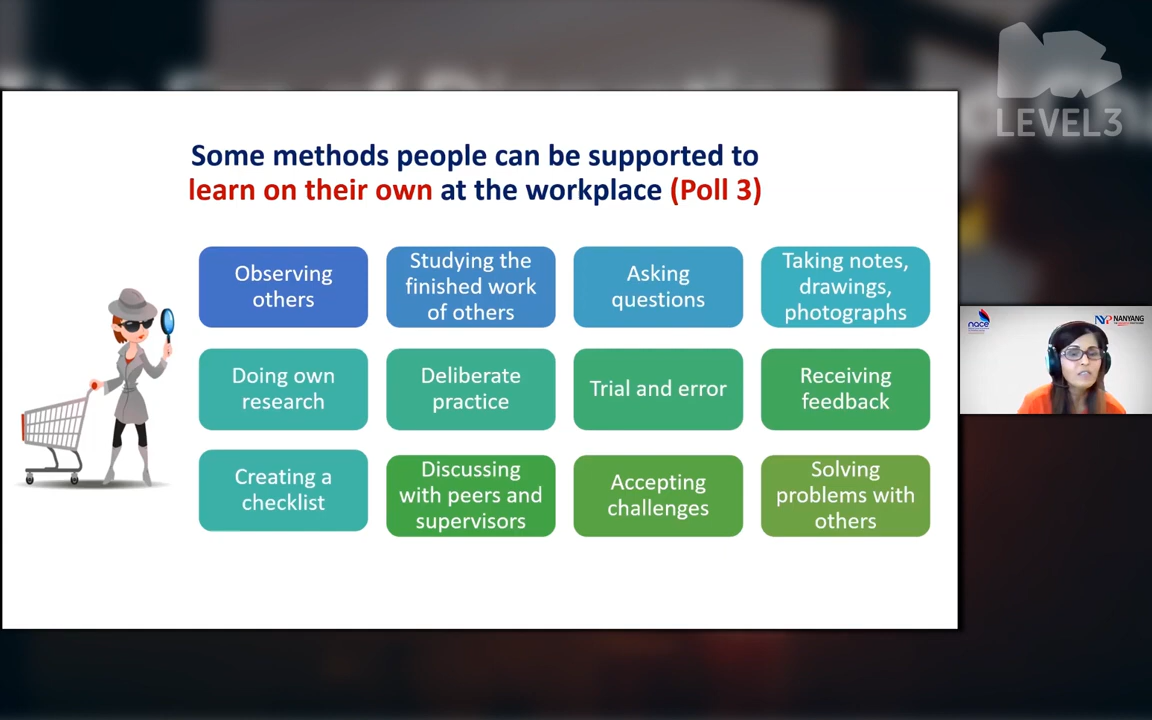 LEVEL3
Some methods people can be supported to
learn on their own at the workplace (Poll 3)
Observing
others
Studying the
finished work
of others
Asking
questions
Taking notes,
drawings,
photographs
Doing own
research
Deliberate
practice
Trial and error
Receiving
feedback
Creating a
checklist
Discussing
with peers and
supervisors
Accepting
challenges
Solving
problems with
others
nace
NYP NANYANG